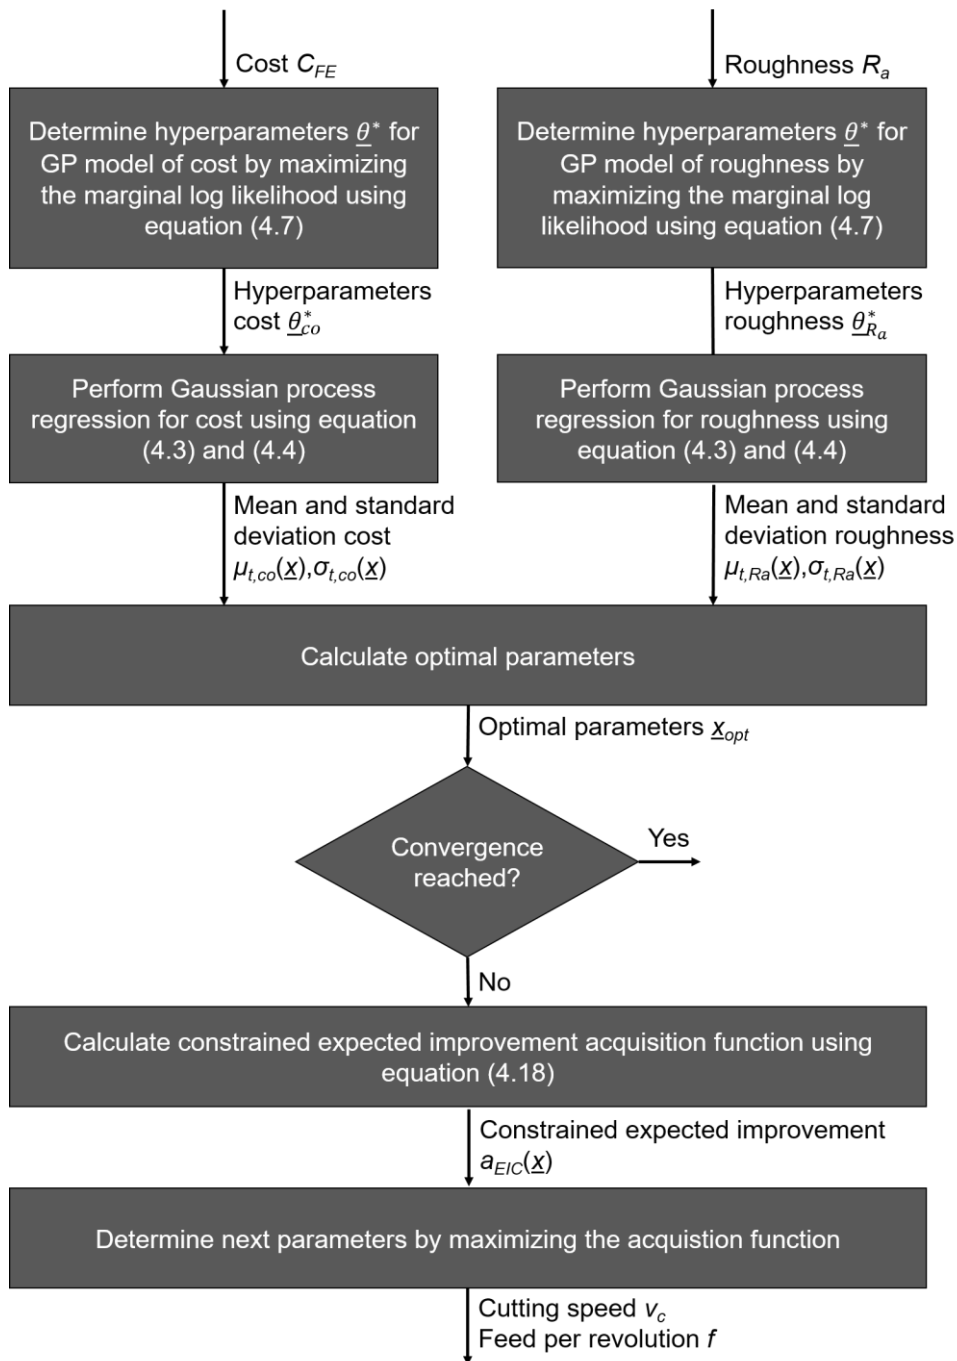 Cost C_FE
Roughness R_a
Determine hyperparameters θ* for
GP model of cost by maximizing
the marginal log likelihood using
equation (4.7)
Determine hyperparameters θ* for
GP model of roughness by
maximizing the marginal log
likelihood using equation (4.7)
Hyperparameters
cost θ*_co
Hyperparameters
roughness θ*_Ra
Perform Gaussian process
regression for cost using equation
(4.3) and (4.4)
Perform Gaussian process
regression for roughness using
equation (4.3) and (4.4)
Mean and standard
deviation cost
μ_t,co(x),σ_t,co(x)
Mean and standard
deviation roughness
μ_t,Ra(x),σ_t,Ra(x)
Calculate optimal parameters
Optimal parameters x_opt
Convergence
reached?
Yes
No
Calculate constrained expected improvement acquisition function using
equation (4.18)
Constrained expected improvement
a_EIC(x)
Determine next parameters by maximizing the acquistion function
Cutting speed v_c
Feed per revolution f